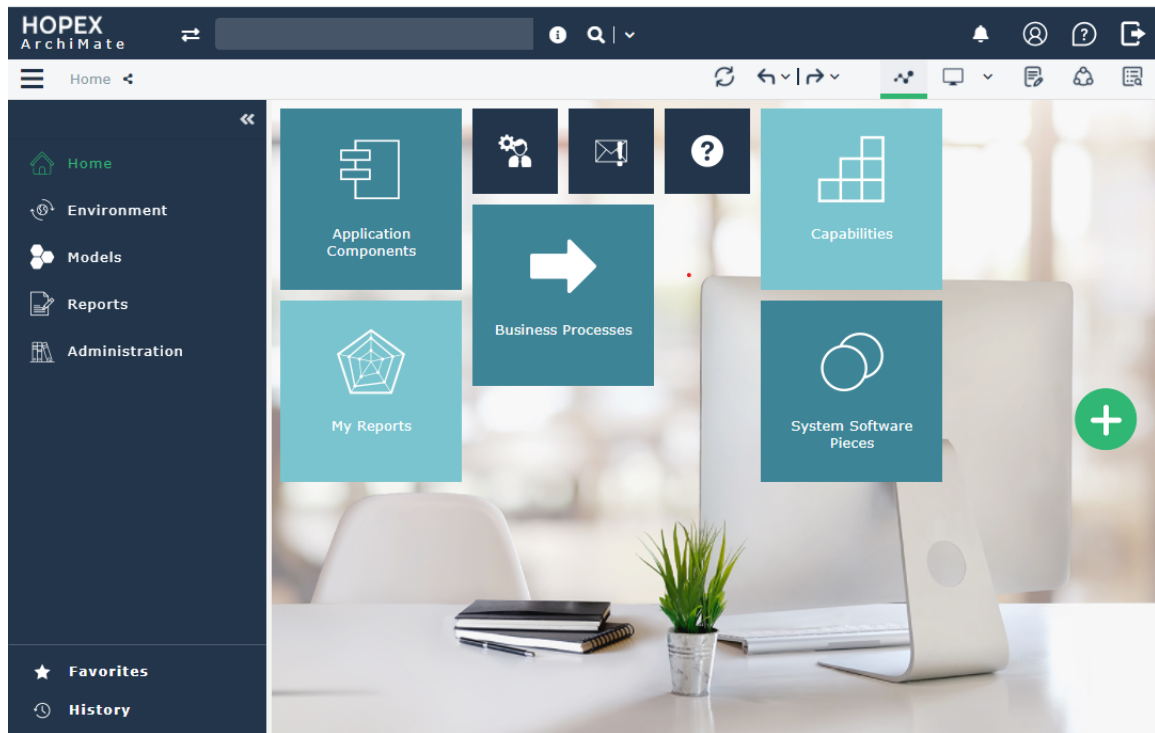 HOPEX
ArchiMate
Home
Home
Environment
Models
Reports
Administration
Favorites
History
Application
Components
My Reports
Business Processes
Capabilities
System Software
Pieces